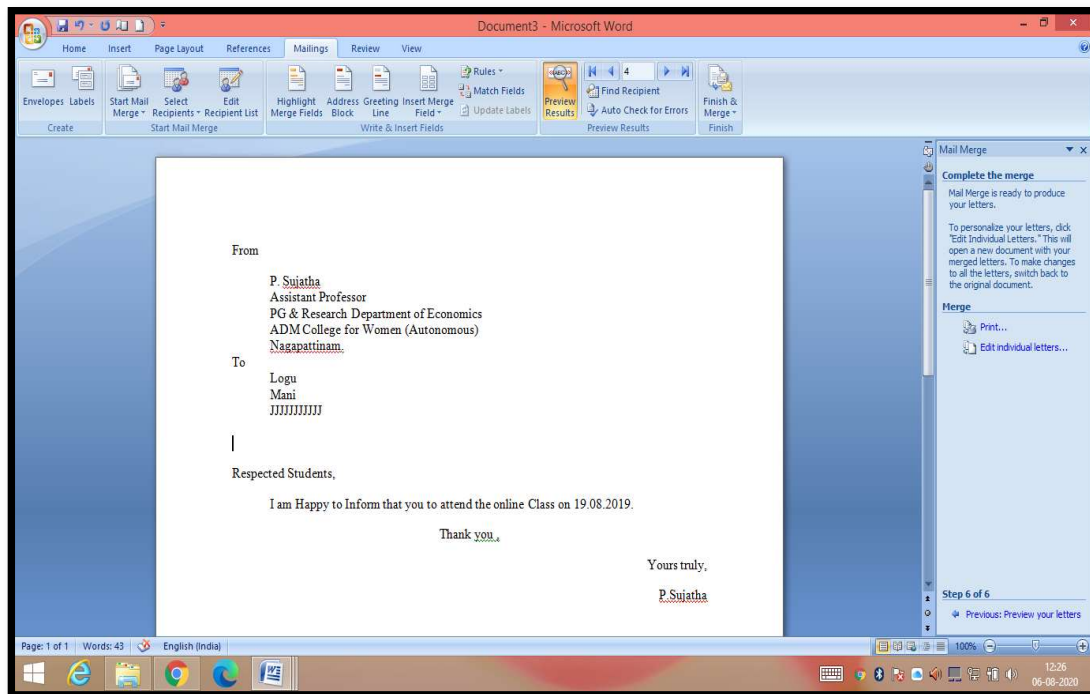 Document3 - Microsoft Word
Home Insert Page Layout References Mailings Review View
Envelopes Labels Start Mail Merge Select Recipients Edit Recipient List Highlight Merge Fields Address Block Greeting Line Insert Merge Field Rules Match Fields Update Labels Preview Results 4 Find Recipient Auto Check for Errors Finish & Merge
Create Start Mail Merge Write & Insert Fields Preview Results Finish
From
P. Sujatha
Assistant Professor
PG & Research Department of Economics
ADM College for Women (Autonomous)
Nagapattinam.
To
Logu
Mani
JJJJJJJJJJJ
Respected Students,
I am Happy to Inform that you to attend the online Class on 19.08.2019.
Thank you ,
Yours truly,
P.Sujatha
Mail Merge
Complete the merge
Mail Merge is ready to produce
your letters.
To personalize your letters, click
"Edit Individual Letters." This will
open a new document with your
merged letters. To make changes
to all the letters, switch back to
the original document.
Merge
Print...
Edit individual letters...
Step 6 of 6
Previous: Preview your letters
Page: 1 of 1 Words: 43 English (India) 100%
12:26
06-08-2020